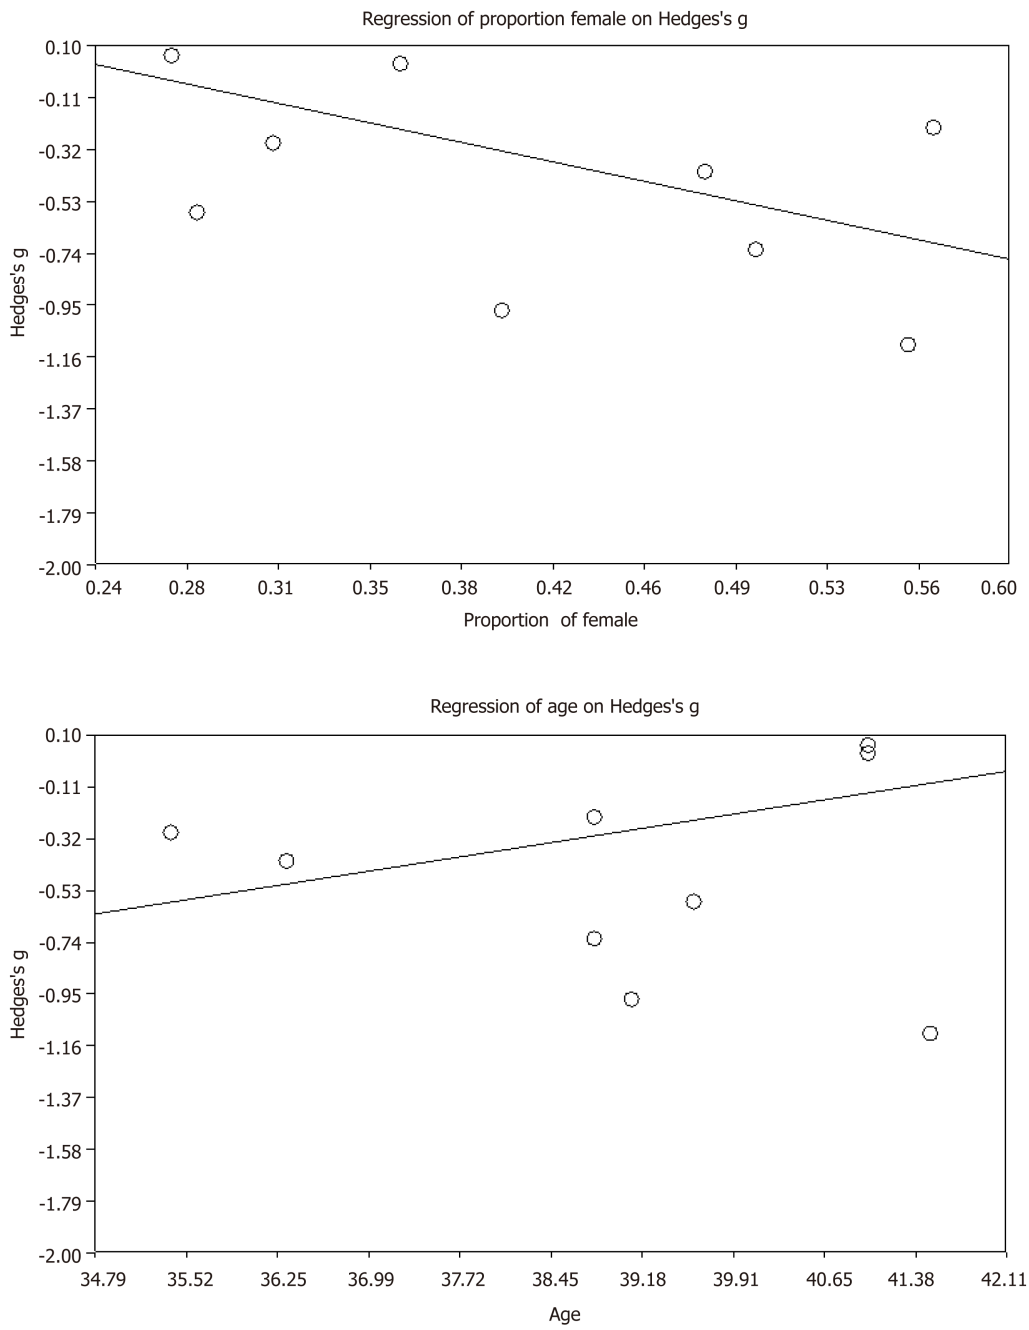 Regression of proportion female on Hedges's g
0.10
-0.11
-0.32
-0.53
-0.74
-0.95
-1.16
-1.37
-1.58
-1.79
-2.00
Hedges's g
0.24 0.28 0.31 0.35 0.38 0.42 0.46 0.49 0.53 0.56 0.60
Proportion of female
Regression of age on Hedges's g
0.10
-0.11
-0.32
-0.53
-0.74
-0.95
-1.16
-1.37
-1.58
-1.79
-2.00
Hedges's g
34.79 35.52 36.25 36.99 37.72 38.45 39.18 39.91 40.65 41.38 42.11
Age